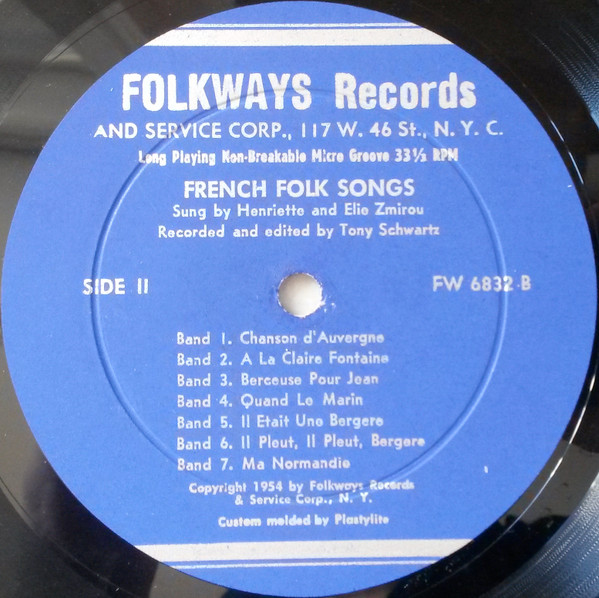 FOLKWAYS Records
AND SERVICE CORP., 117 W. 46 St., N. Y. C.
Long Playing Non-Breakable Micro Groove 33⅓ RPM
FRENCH FOLK SONGS
Sung by Henriette and Elie Zmirou
Recorded and edited by Tony Schwartz
SIDE II FW 6832-B
Band 1. Chanson d'Auvergne
Band 2. A La Claire Fontaine
Band 3. Berceuse Pour Jean
Band 4. Quand Le Marin
Band 5. Il Etait Une Bergere
Band 6. Il Pleut, Il Pleut, Bergere
Band 7. Ma Normandie
Copyright 1954 by Folkways Records
& Service Corp., N. Y.
Custom molded by Plastylite